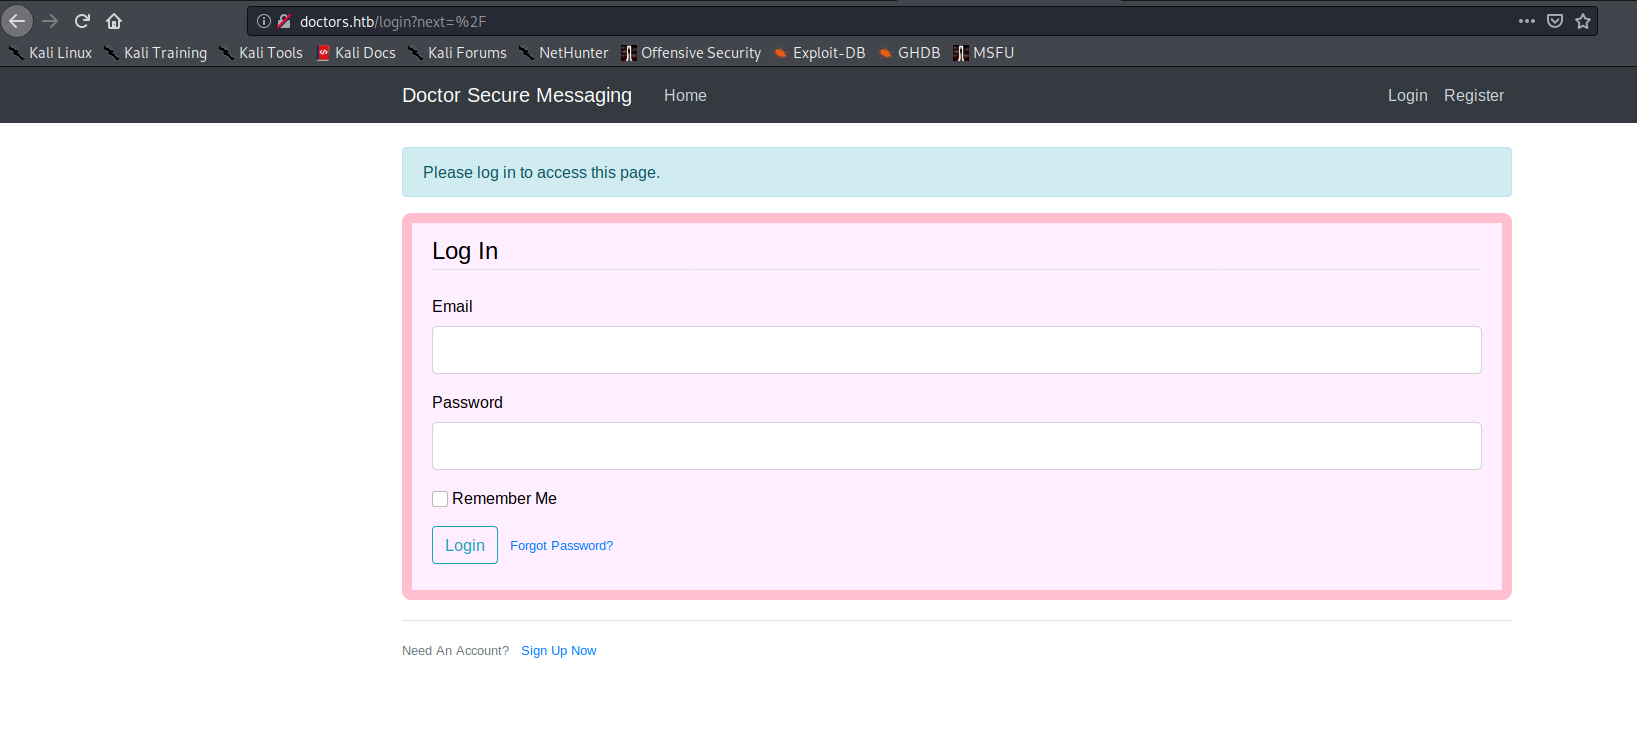 doctors.htb/login?next=%2F
Kali Linux Kali Training Kali Tools Kali Docs Kali Forums NetHunter Offensive Security Exploit-DB GHDB MSFU
Doctor Secure Messaging Home Login Register
Please log in to access this page.
Log In
Email
Password
Remember Me
Login Forgot Password?
Need An Account? Sign Up Now